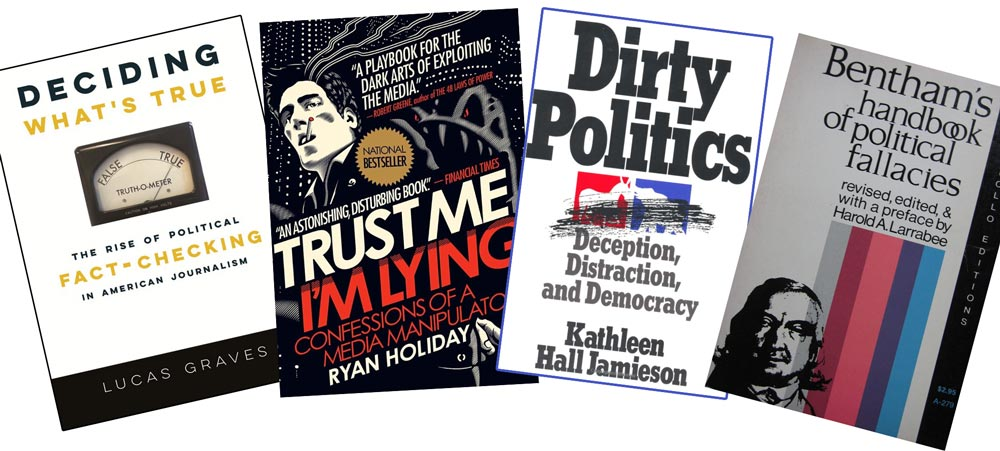 DECIDING
WHAT'S TRUE
FALSE
TRUE
TRUTH-O-METER
THE RISE OF POLITICAL
FACT-CHECKING
IN AMERICAN JOURNALISM
LUCAS GRAVES
"A PLAYBOOK FOR THE
DARK ARTS OF EXPLOITING
THE MEDIA."
— ROBERT GREENE, author of THE 48 LAWS OF POWER
NATIONAL
BESTSELLER
"AN ASTONISHING, DISTURBING BOOK." — FINANCIAL TIMES
TRUST ME
I'M LYING
CONFESSIONS OF A
MEDIA MANIPULATO
RYAN HOLIDAY
Dirty
Politics
Deception,
Distraction,
and Democracy
Kathleen
Hall Jamieson
Bentham's
handbook
of political
fallacies
revised, edited, &
with a preface by
Harold A. Larrabee
OLLO EDITIONS
$2.95
A-279